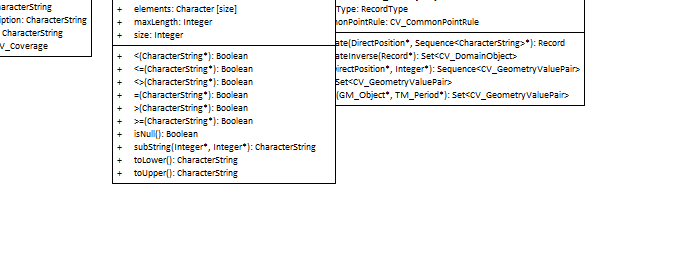 CharacterString
CharacterString
V_Coverage
+ elements: Character [size]
+ maxLength: Integer
+ size: Integer
+ <(CharacterString*): Boolean
+ <=(CharacterString*): Boolean
+ <>(CharacterString*): Boolean
+ =(CharacterString*): Boolean
+ >(CharacterString*): Boolean
+ >=(CharacterString*): Boolean
+ isNull(): Boolean
+ subString(Integer*, Integer*): CharacterString
+ toLower(): CharacterString
+ toUpper(): CharacterString
Type: RecordType
onPointRule: CV_CommonPointRule
ate(DirectPosition*, Sequence<CharacterString>*): Record
ateInverse(Record*): Set<CV_DomainObject>
irectPosition*, Integer*): Sequence<CV_GeometryValuePair>
Set<CV_GeometryValuePair>
(GM_Object*, TM_Period*): Set<CV_GeometryValuePair>